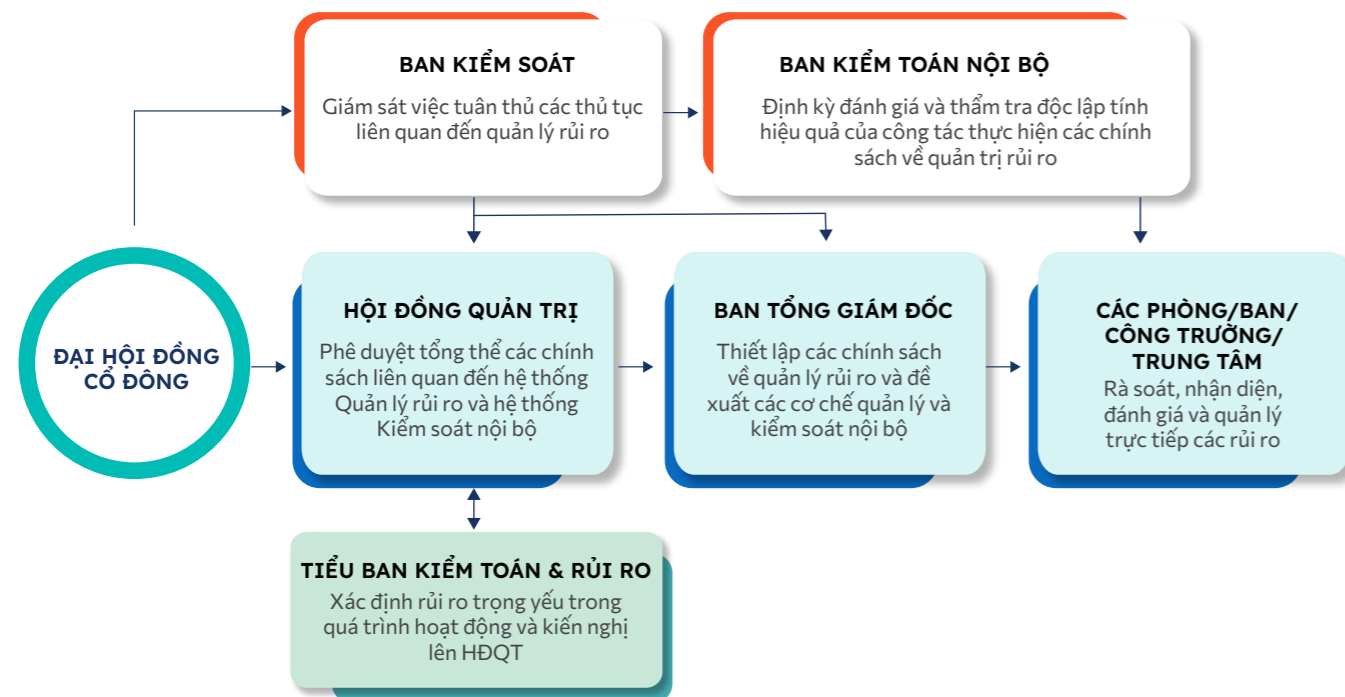 BAN KIỂM SOÁT
Giám sát việc tuân thủ các thủ tục
liên quan đến quản lý rủi ro
BAN KIỂM TOÁN NỘI BỘ
Định kỳ đánh giá và thẩm tra độc lập tính
hiệu quả của công tác thực hiện các chính
sách về quản trị rủi ro
ĐẠI HỘI ĐỒNG
CỔ ĐÔNG
HỘI ĐỒNG QUẢN TRỊ
Phê duyệt tổng thể các chính
sách liên quan đến hệ thống
Quản lý rủi ro và hệ thống
Kiểm soát nội bộ
BAN TỔNG GIÁM ĐỐC
Thiết lập các chính sách
về quản lý rủi ro và đề
xuất các cơ chế quản lý và
kiểm soát nội bộ
CÁC PHÒNG/BAN/
CÔNG TRƯỜNG/
TRUNG TÂM
Rà soát, nhận diện,
đánh giá và quản lý
trực tiếp các rủi ro
TIỂU BAN KIỂM TOÁN & RỦI RO
Xác định rủi ro trọng yếu trong
quá trình hoạt động và kiến nghị
lên HĐQT